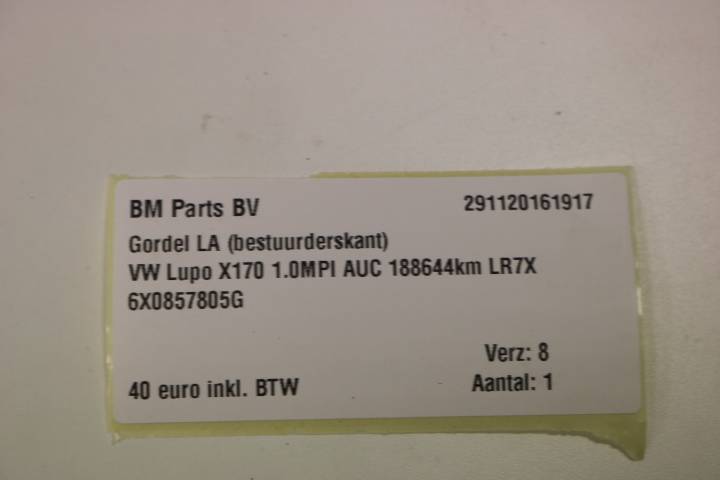 BM Parts BV 291120161917
Gordel LA (bestuurderskant)
VW Lupo X170 1.0MPI AUC 188644km LR7X
6X0857805G
Verz: 8
40 euro inkl. BTW Aantal: 1